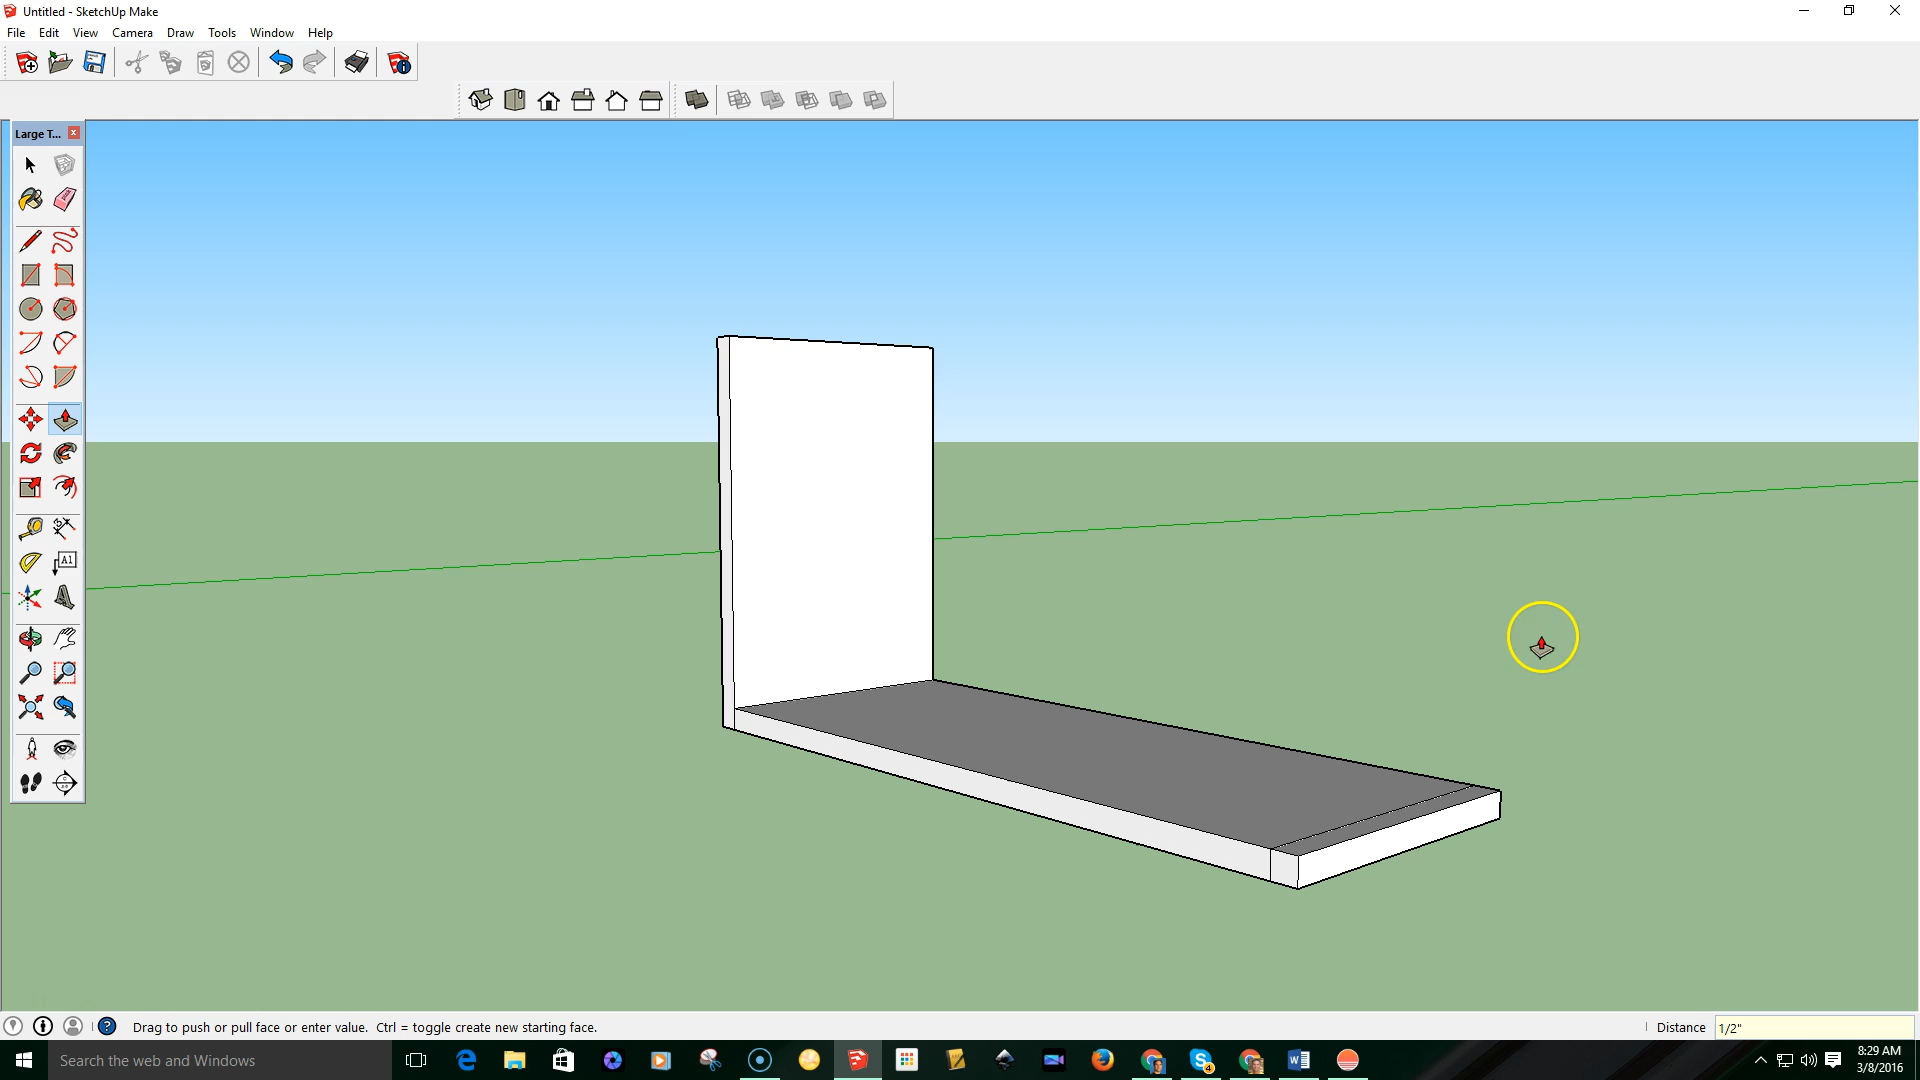 Untitled - SketchUp Make
File Edit View Camera Draw Tools Window Help
Large T...
A1
Drag to push or pull face or enter value. Ctrl = toggle create new starting face.
Distance 1/2"
Search the web and Windows
4
8:29 AM
3/8/2016